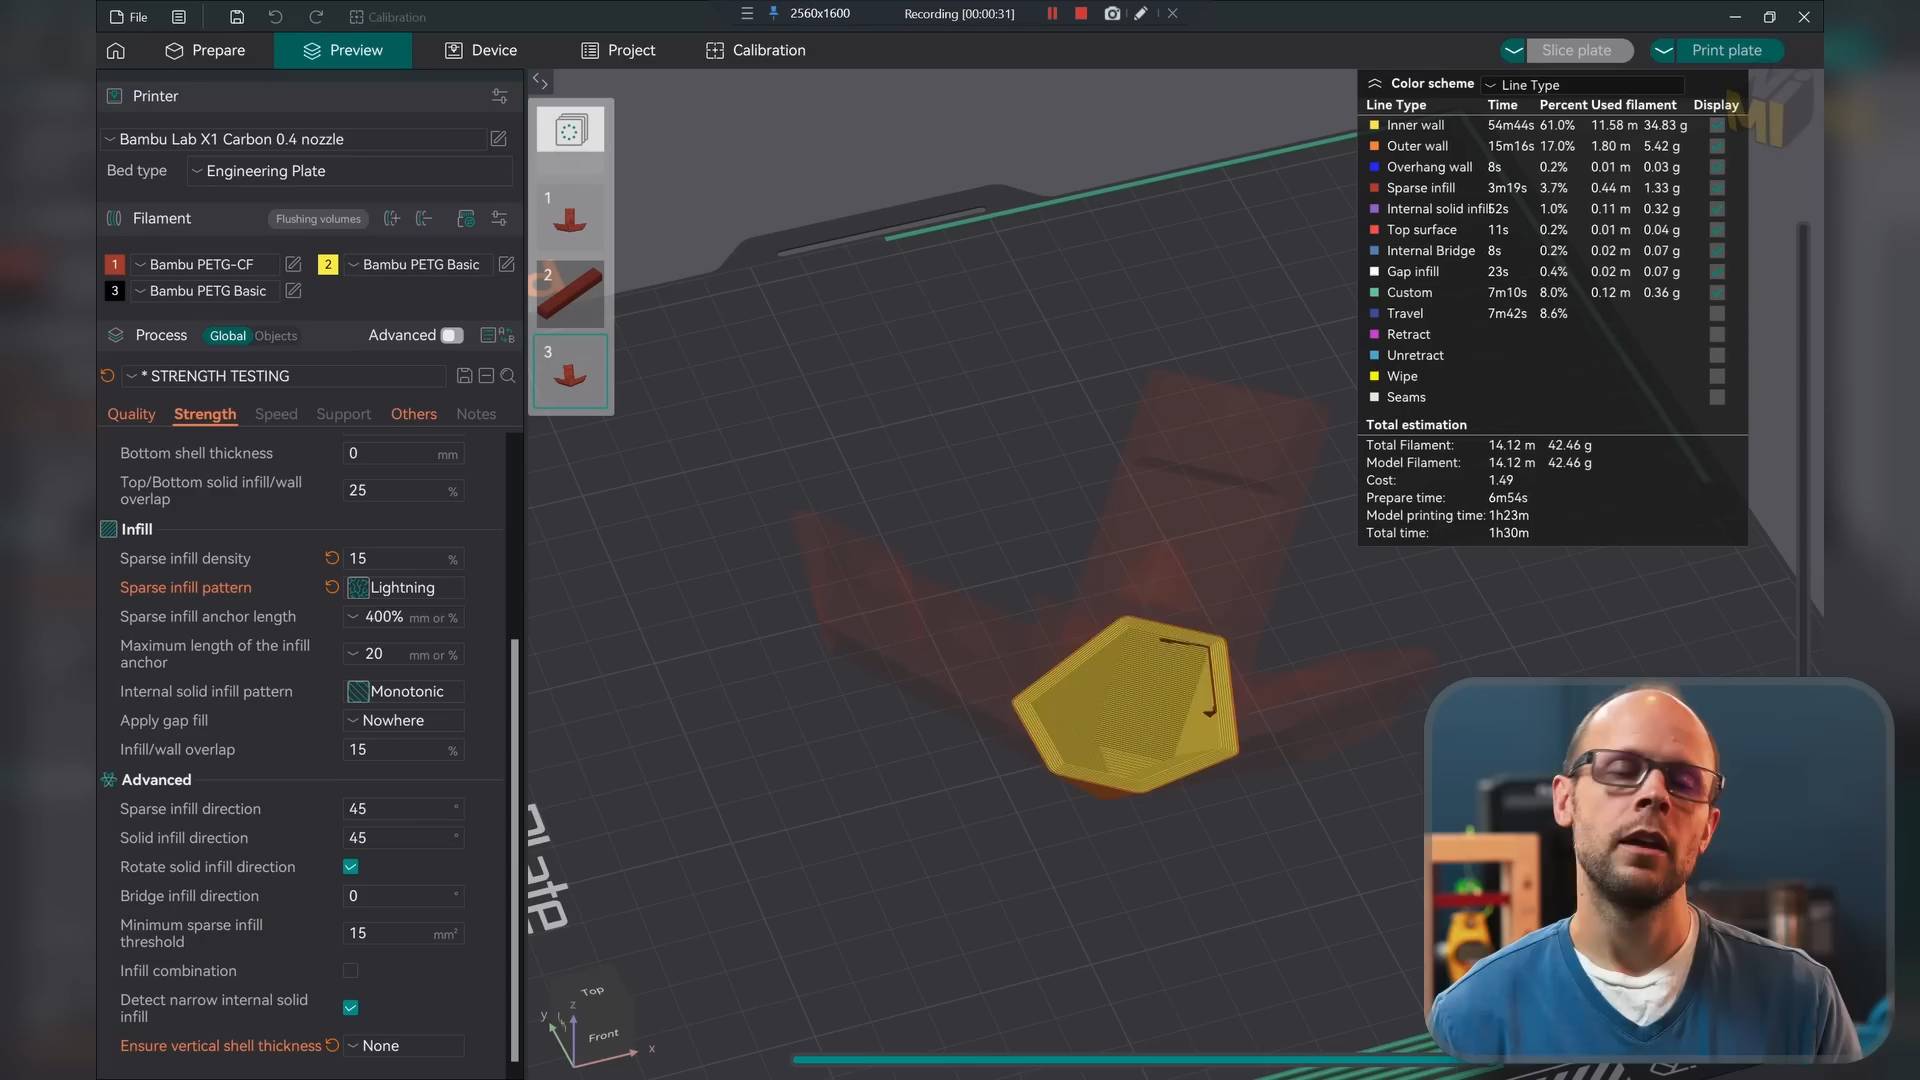 File
Calibration
2560x1600
Recording [00:00:31]
Prepare
Preview
Device
Project
Calibration
Slice plate
Print plate
Printer
Bambu Lab X1 Carbon 0.4 nozzle
Bed type
Engineering Plate
Filament
Flushing volumes
1 Bambu PETG-CF
2 Bambu PETG Basic
3 Bambu PETG Basic
Process
Global Objects
Advanced
* STRENGTH TESTING
Quality Strength Speed Support Others Notes
Bottom shell thickness 0 mm
Top/Bottom solid infill/wall
overlap
25 %
Infill
Sparse infill density 15 %
Sparse infill pattern Lightning
Sparse infill anchor length 400% mm or %
Maximum length of the infill
anchor
20 mm or %
Internal solid infill pattern Monotonic
Apply gap fill Nowhere
Infill/wall overlap 15 %
Advanced
Sparse infill direction 45 °
Solid infill direction 45 °
Rotate solid infill direction
Bridge infill direction 0 °
Minimum sparse infill
threshold
15 mm²
Infill combination
Detect narrow internal solid
infill
Ensure vertical shell thickness None
1
2
3
Color scheme Line Type
Line Type Time Percent Used filament Display
Inner wall 54m44s 61.0% 11.58 m 34.83 g
Outer wall 15m16s 17.0% 1.80 m 5.42 g
Overhang wall 8s 0.2% 0.01 m 0.03 g
Sparse infill 3m19s 3.7% 0.44 m 1.33 g
Internal solid infill 52s 1.0% 0.11 m 0.32 g
Top surface 11s 0.2% 0.01 m 0.04 g
Internal Bridge 8s 0.2% 0.02 m 0.07 g
Gap infill 23s 0.4% 0.02 m 0.07 g
Custom 7m10s 8.0% 0.12 m 0.36 g
Travel 7m42s 8.6%
Retract
Unretract
Wipe
Seams
Total estimation
Total Filament: 14.12 m 42.46 g
Model Filament: 14.12 m 42.46 g
Cost: 1.49
Prepare time: 6m54s
Model printing time: 1h23m
Total time: 1h30m
Top
Front
z
y
x